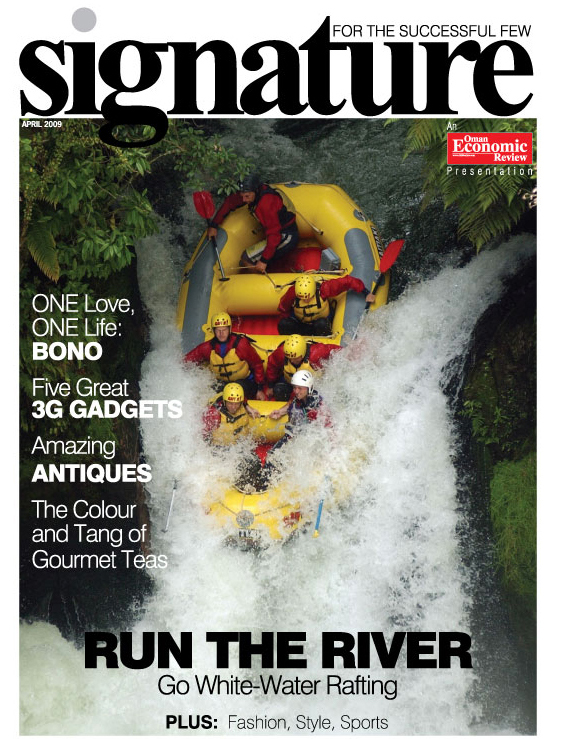 FOR THE SUCCESSFUL FEW
signature
APRIL 2009
An
Oman
Economic
Review
Presentation
ONE Love,
ONE Life:
BONO
Five Great
3G GADGETS
Amazing
ANTIQUES
The Colour
and Tang of
Gourmet Teas
RUN THE RIVER
Go White-Water Rafting
PLUS: Fashion, Style, Sports